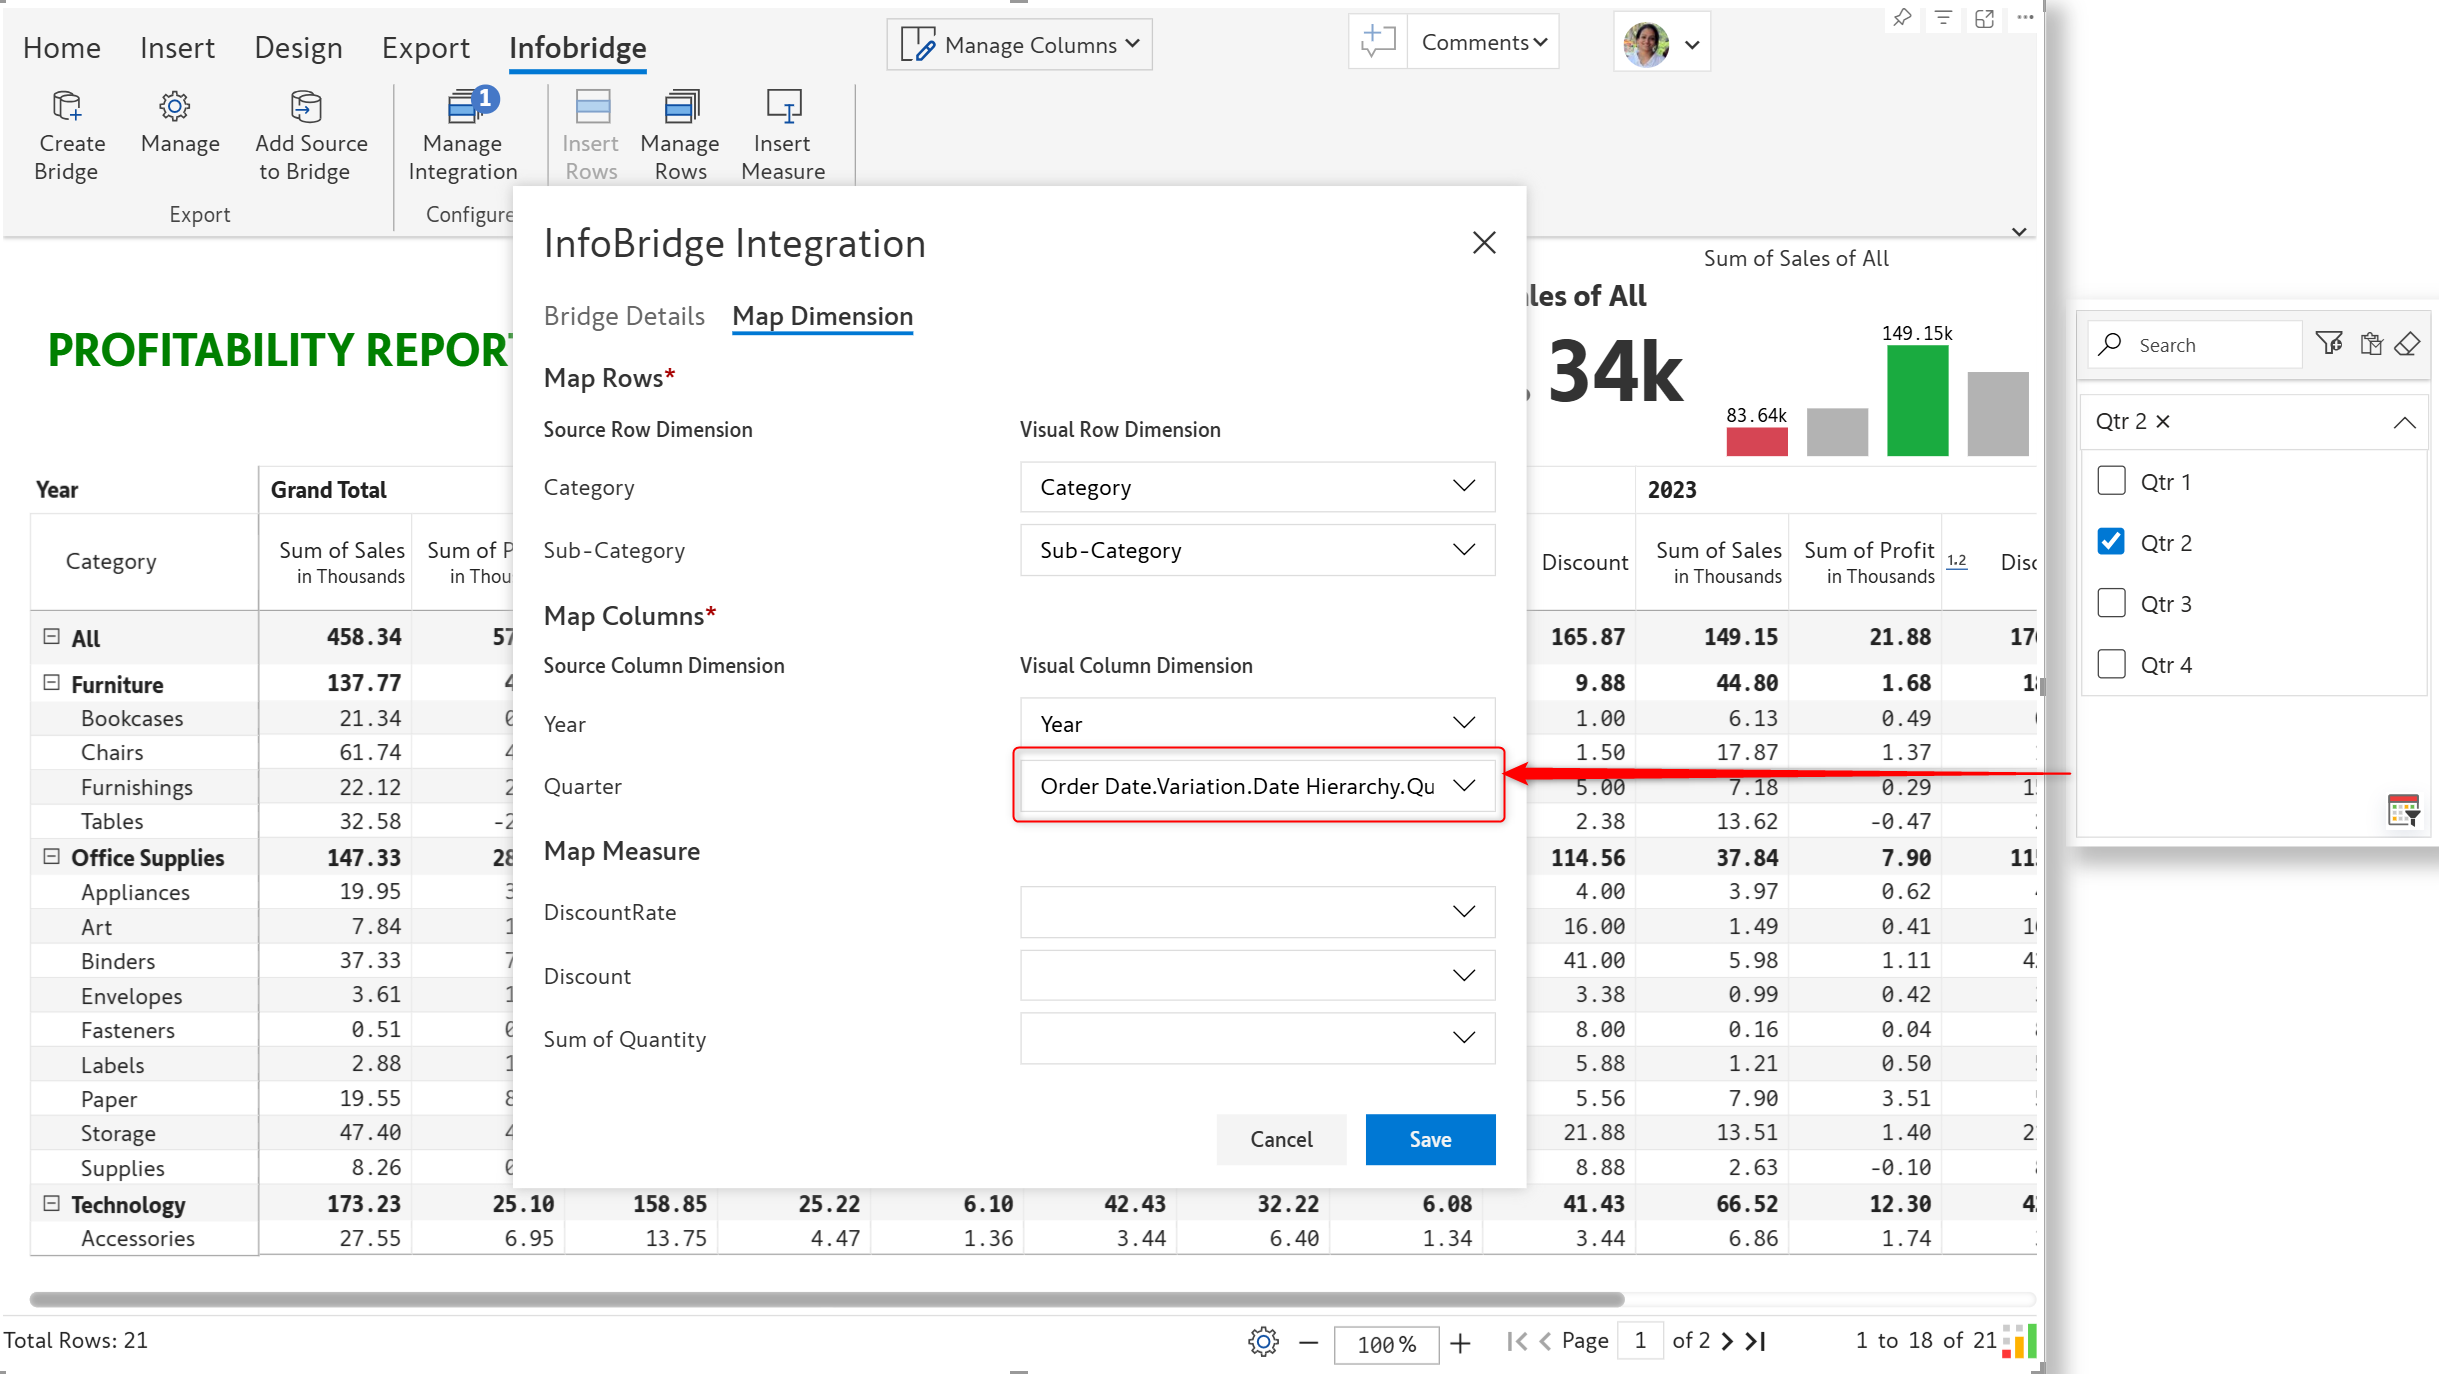 Home Insert Design Export Infobridge
Manage Columns
Comments
Create Bridge
Manage
Add Source to Bridge
Export
1
Manage Integration
Configure
Insert Rows
Manage Rows
Insert Measure
InfoBridge Integration
Bridge Details Map Dimension
Map Rows*
Source Row Dimension Visual Row Dimension
Category Category
Sub-Category Sub-Category
Map Columns*
Source Column Dimension Visual Column Dimension
Year Year
Quarter Order Date.Variation.Date Hierarchy.Qu
Map Measure
DiscountRate
Discount
Sum of Quantity
Cancel Save
Sum of Sales of All
les of All
34k
83.64k
149.15k
PROFITABILITY REPORT
Year Grand Total 2023
Category Sum of Sales in Thousands Sum of P in Thou Discount Sum of Sales in Thousands Sum of Profit in Thousands 1.2 Disc
All 458.34 57 165.87 149.15 21.88 17
Furniture 137.77 4 9.88 44.80 1.68 1
Bookcases 21.34 0 1.00 6.13 0.49
Chairs 61.74 4 1.50 17.87 1.37
Furnishings 22.12 2 5.00 7.18 0.29 1
Tables 32.58 -2 2.38 13.62 -0.47
Office Supplies 147.33 28 114.56 37.84 7.90 11
Appliances 19.95 3 4.00 3.97 0.62
Art 7.84 1 16.00 1.49 0.41 1
Binders 37.33 7 41.00 5.98 1.11 4
Envelopes 3.61 1 3.38 0.99 0.42
Fasteners 0.51 0 8.00 0.16 0.04
Labels 2.88 1 5.88 1.21 0.50
Paper 19.55 8 5.56 7.90 3.51
Storage 47.40 4 21.88 13.51 1.40 2
Supplies 8.26 0 8.88 2.63 -0.10
Technology 173.23 25.10 158.85 25.22 6.10 42.43 32.22 6.08 41.43 66.52 12.30 4
Accessories 27.55 6.95 13.75 4.47 1.36 3.44 6.40 1.34 3.44 6.86 1.74
Total Rows: 21
100%
Page 1 of 2
1 to 18 of 21
Search
Qtr 2
Qtr 1
Qtr 2
Qtr 3
Qtr 4